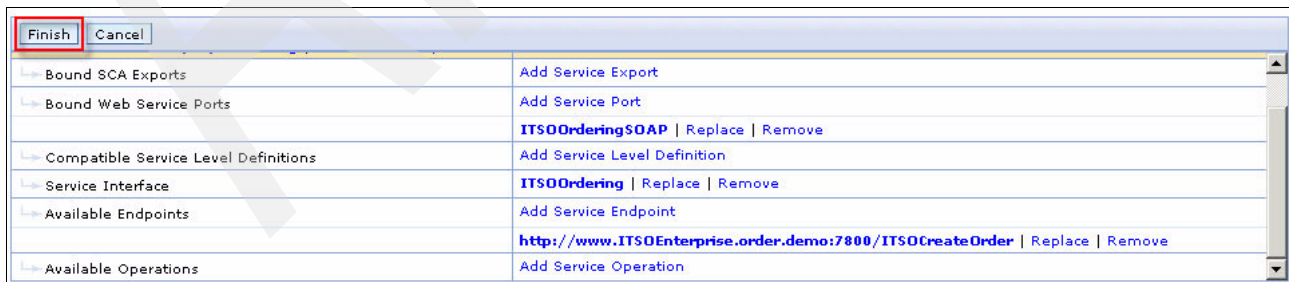 Finish Cancel
Bound SCA Exports Add Service Export
Bound Web Service Ports Add Service Port
ITSOOrderingSOAP | Replace | Remove
Compatible Service Level Definitions Add Service Level Definition
Service Interface ITSOOrdering | Replace | Remove
Available Endpoints Add Service Endpoint
http://www.ITSOEnterprise.order.demo:7800/ITSOCreateOrder | Replace | Remove
Available Operations Add Service Operation